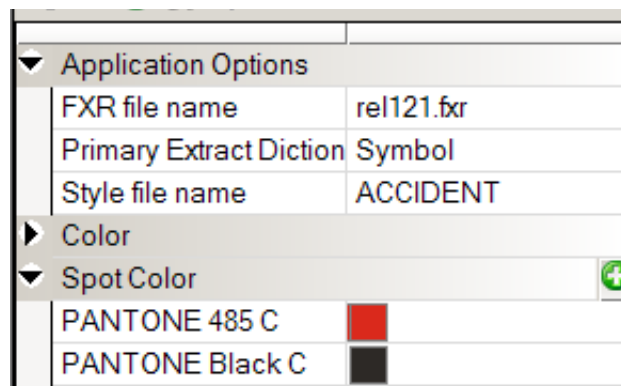 Application Options
FXR file name rel121.fxr
Primary Extract Diction Symbol
Style file name ACCIDENT
Color
Spot Color
PANTONE 485 C
PANTONE Black C